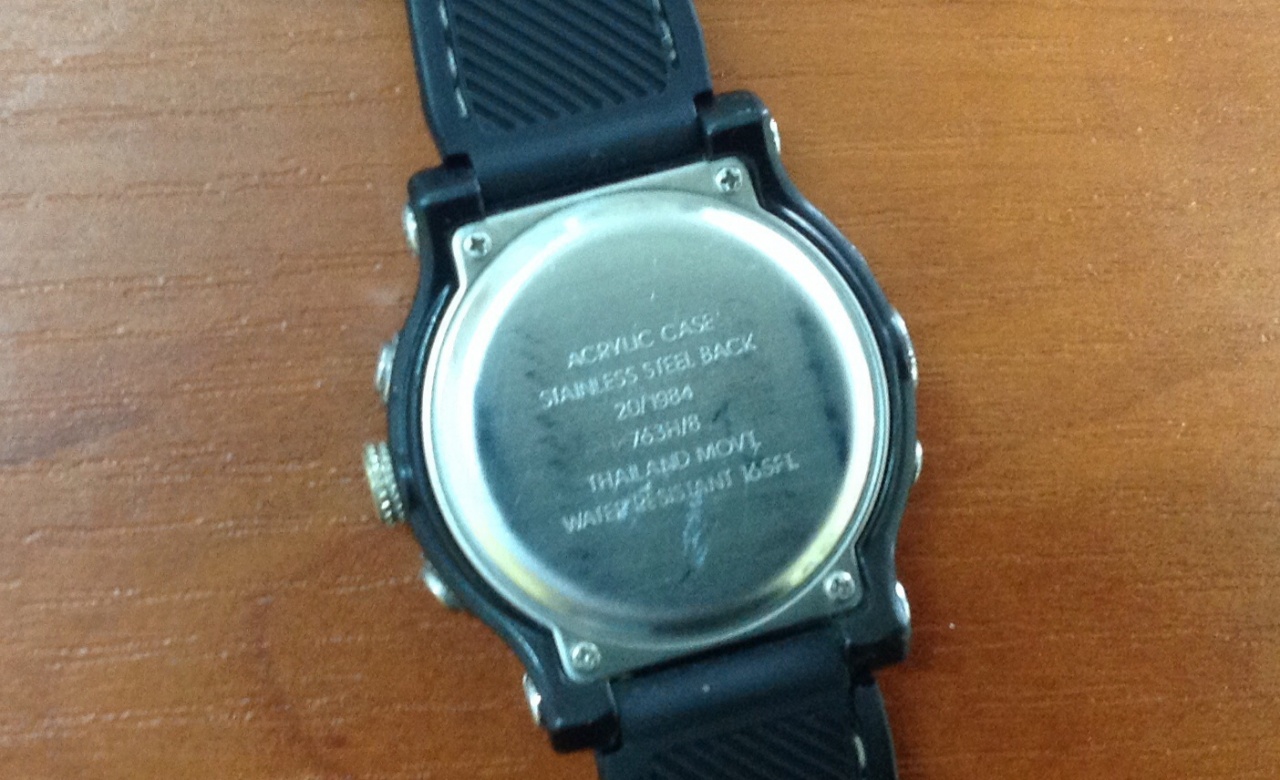 ACRYLIC CASE
STAINLESS STEEL BACK
20/1984
763H/8
THAILAND MOVT.
WATER RESISTANT 165FT.